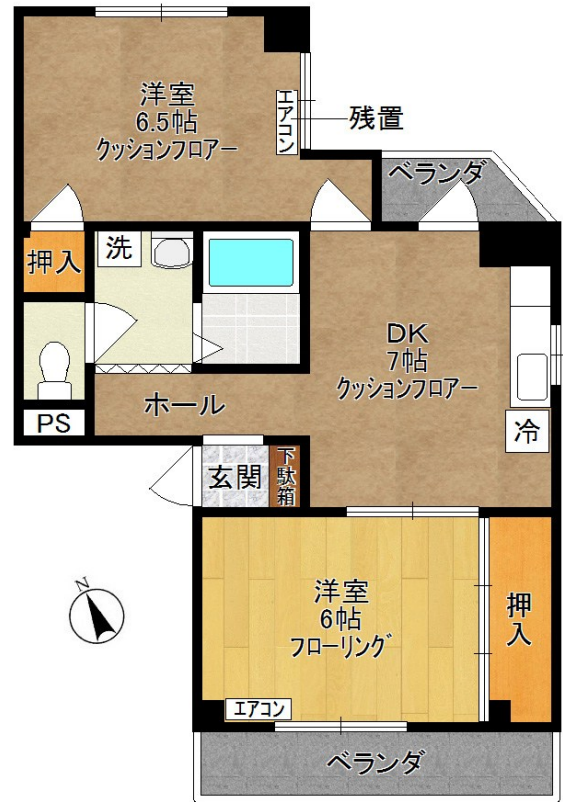 洋室
6.5帖
クッションフロアー
エアコン
残置
ベランダ
押入
洗
DK
7帖
クッションフロアー
ホール
PS
冷
玄関
下駄箱
N
洋室
6帖
フローリング
押入
エアコン
ベランダ